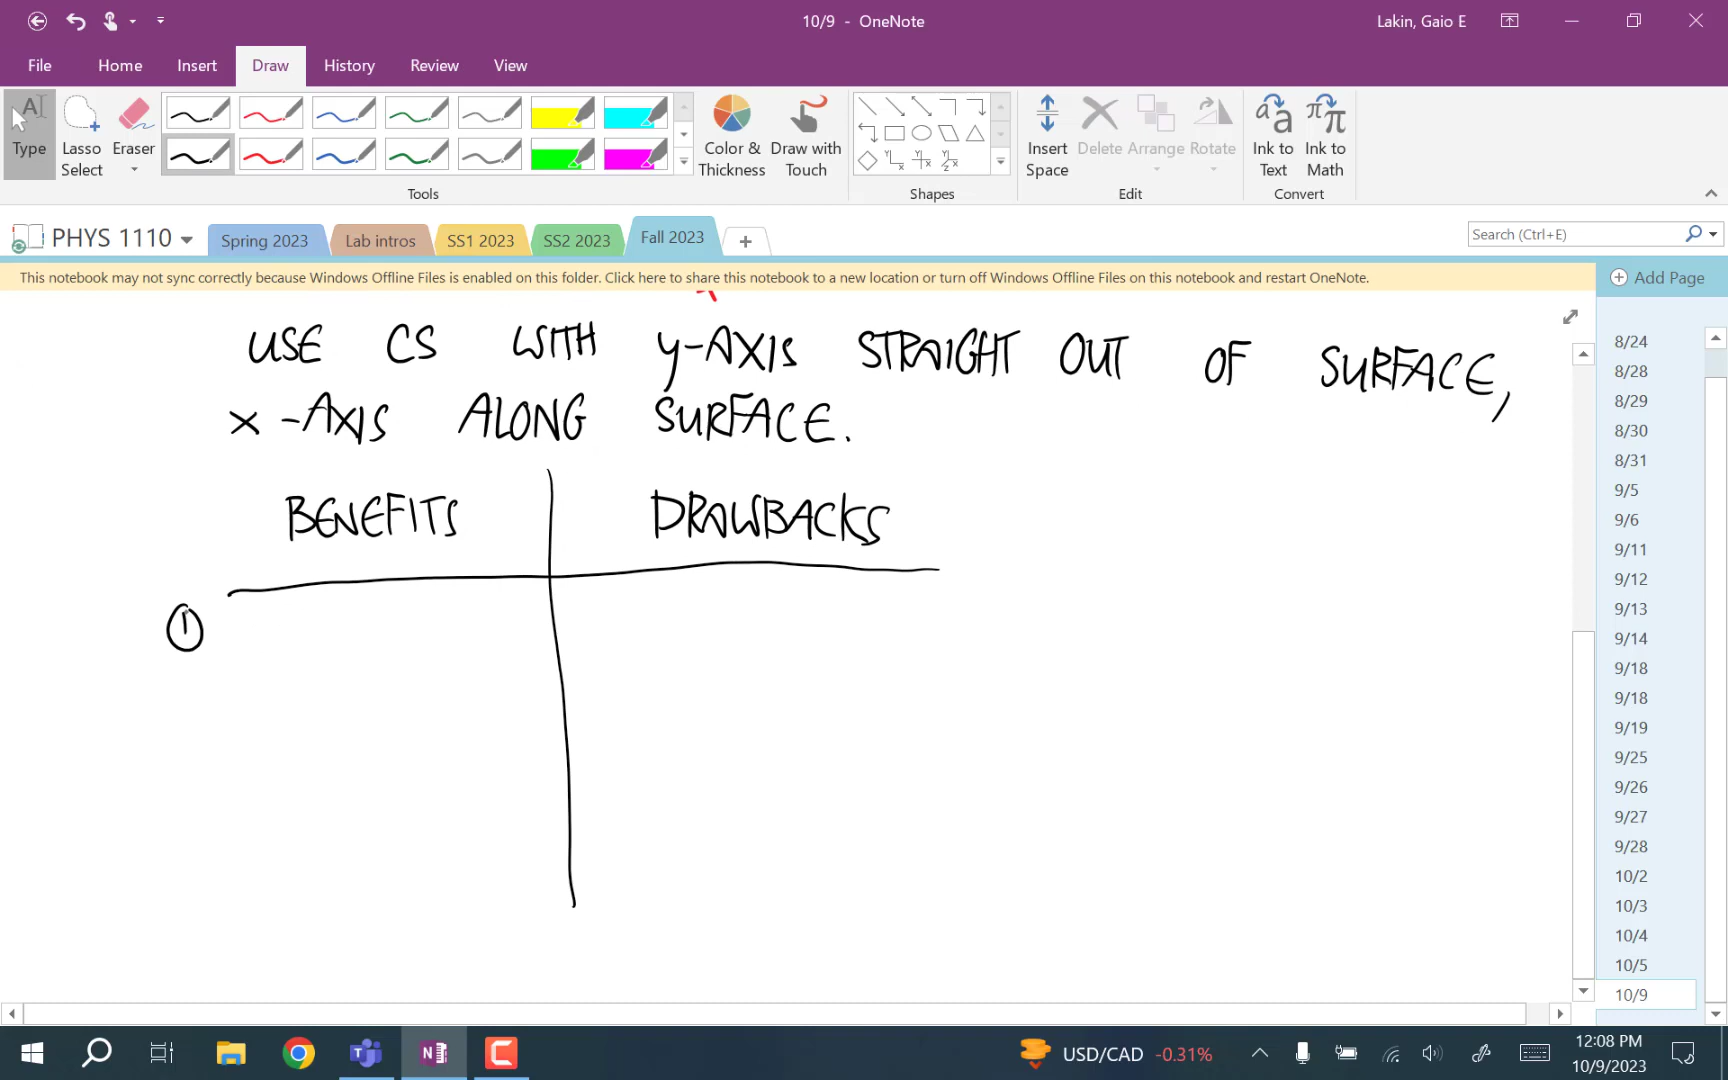 10/9 - OneNote
Lakin, Gaio E
File Home Insert Draw History Review View
Type
Lasso Select
Eraser
Color & Thickness
Draw with Touch
Insert Space
Delete
Arrange
Rotate
Ink to Text
Ink to Math
Tools
Shapes
Edit
Convert
PHYS 1110
Spring 2023
Lab intros
SS1 2023
SS2 2023
Fall 2023
Search (Ctrl+E)
This notebook may not sync correctly because Windows Offline Files is enabled on this folder. Click here to share this notebook to a new location or turn off Windows Offline Files on this notebook and restart OneNote.
Add Page
USE CS WITH y-AXIS STRAIGHT OUT OF SURFACE,
x-AXIS ALONG SURFACE.
BENEFITS DRAWBACKS
①
8/24
8/28
8/29
8/30
8/31
9/5
9/6
9/11
9/12
9/13
9/14
9/18
9/18
9/19
9/25
9/26
9/27
9/28
10/2
10/3
10/4
10/5
10/9
USD/CAD -0.31%
12:08 PM
10/9/2023